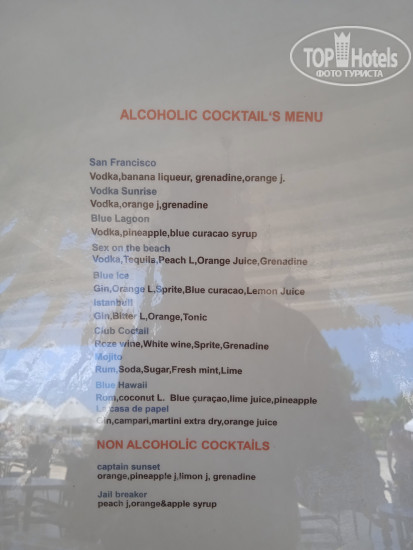 TOP Hotels
ФОТО ТУРИСТА
ALCOHOLIC COCKTAIL'S MENU
San Francisco
Vodka,banana liqueur, grenadine,orange j.
Vodka Sunrise
Vodka,orange j,grenadine
Blue Lagoon
Vodka,pineapple,blue curacao syrup
Sex on the beach
Vodka,Tequila,Peach L,Orange Juice,Grenadine
Blue Ice
Gin,Orange L,Sprite,Blue curacao,Lemon Juice
Istanbull
Gin,Bitter L,Orange,Tonic
Club Coctail
Roze wine,White wine,Sprite,Grenadine
Mojito
Rum,Soda,Sugar,Fresh mint,Lime
Blue Hawaii
Rom,coconut L. Blue curaçao,lime juice,pineapple
La casa de papel
Gin,campari,martini extra dry,orange juice
NON ALCOHOLİC COCKTAİLS
captain sunset
orange,pineapple j,limon j, grenadine
Jail breaker
peach j,orange&apple syrup